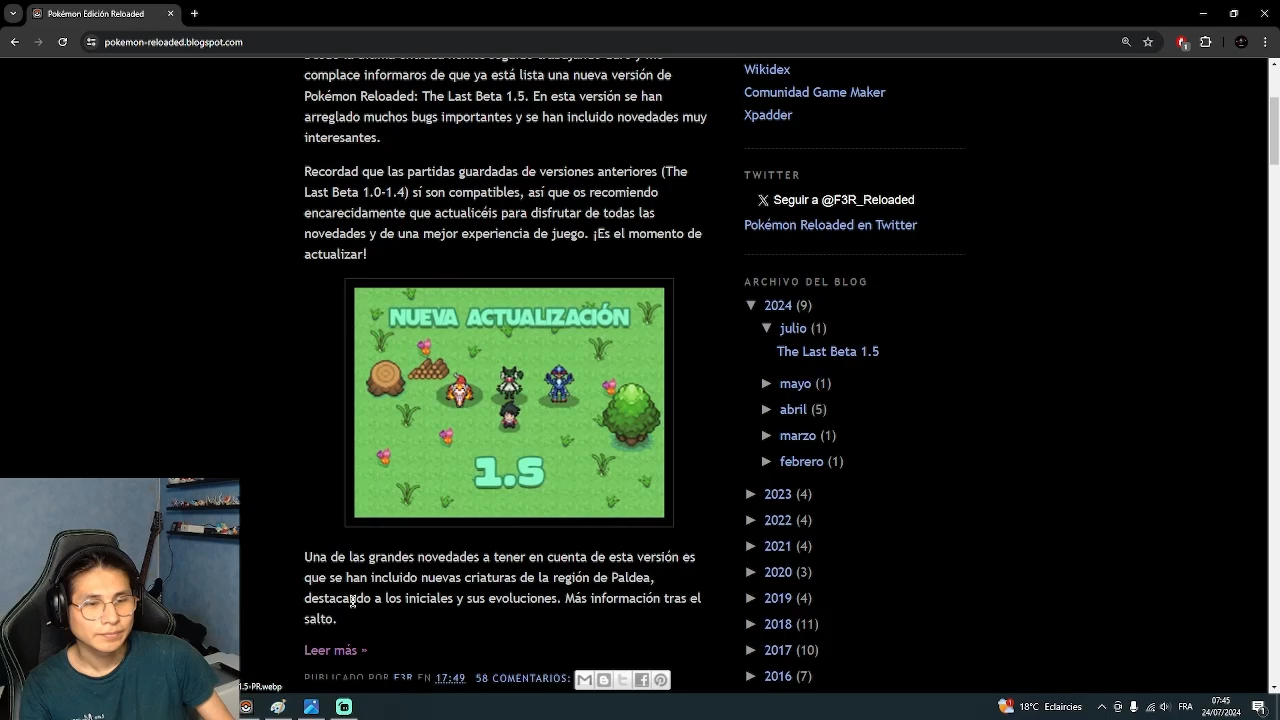 Pokémon Edición Reloaded
pokemon-reloaded.blogspot.com
complace informaros de que ya está lista una nueva versión de
Pokémon Reloaded: The Last Beta 1.5. En esta versión se han
arreglado muchos bugs importantes y se han incluido novedades muy
interesantes.
Recordad que las partidas guardadas de versiones anteriores (The
Last Beta 1.0-1.4) sí son compatibles, así que os recomiendo
encarecidamente que actualicéis para disfrutar de todas las
novedades y de una mejor experiencia de juego. ¡Es el momento de
actualizar!
NUEVA ACTUALIZACIÓN
1.5
Una de las grandes novedades a tener en cuenta de esta versión es
que se han incluido nuevas criaturas de la región de Paldea,
destacando a los iniciales y sus evoluciones. Más información tras el
salto.
Leer más »
PUBLICADO POR F3R EN 17:49 58 COMENTARIOS:
Wikidex
Comunidad Game Maker
Xpadder
TWITTER
X Seguir a @F3R_Reloaded
Pokémon Reloaded en Twitter
ARCHIVO DEL BLOG
▼ 2024 (9)
▼ julio (1)
The Last Beta 1.5
► mayo (1)
► abril (5)
► marzo (1)
► febrero (1)
► 2023 (4)
► 2022 (4)
► 2021 (4)
► 2020 (3)
► 2019 (4)
► 2018 (11)
► 2017 (10)
► 2016 (7)
1.5+PR.webp
18°C Eclaircies
FRA
07:45
24/07/2024